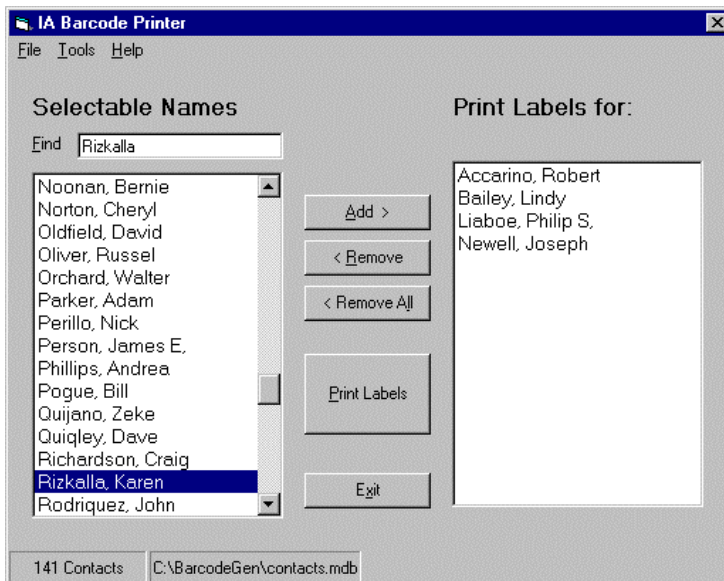 IA Barcode Printer
File Tools Help
Selectable Names
Find Rizkalla
Noonan, Bernie
Norton, Cheryl
Oldfield, David
Oliver, Russel
Orchard, Walter
Parker, Adam
Perillo, Nick
Person, James E,
Phillips, Andrea
Pogue, Bill
Quijano, Zeke
Quiqley, Dave
Richardson, Craig
Rizkalla, Karen
Rodriquez, John
Add >
< Remove
< Remove All
Print Labels
Exit
Print Labels for:
Accarino, Robert
Bailey, Lindy
Liaboe, Philip S,
Newell, Joseph
141 Contacts C:\BarcodeGen\contacts.mdb